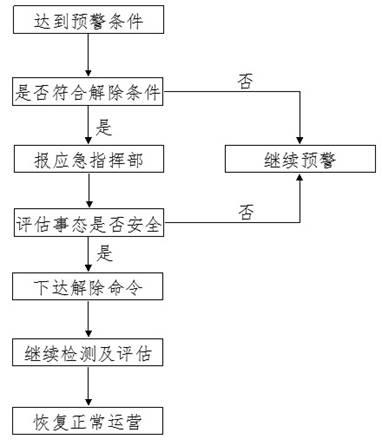 达到预警条件
是否符合解除条件
否
是
报应急指挥部
继续预警
评估事态是否安全
否
是
下达解除命令
继续检测及评估
恢复正常运营